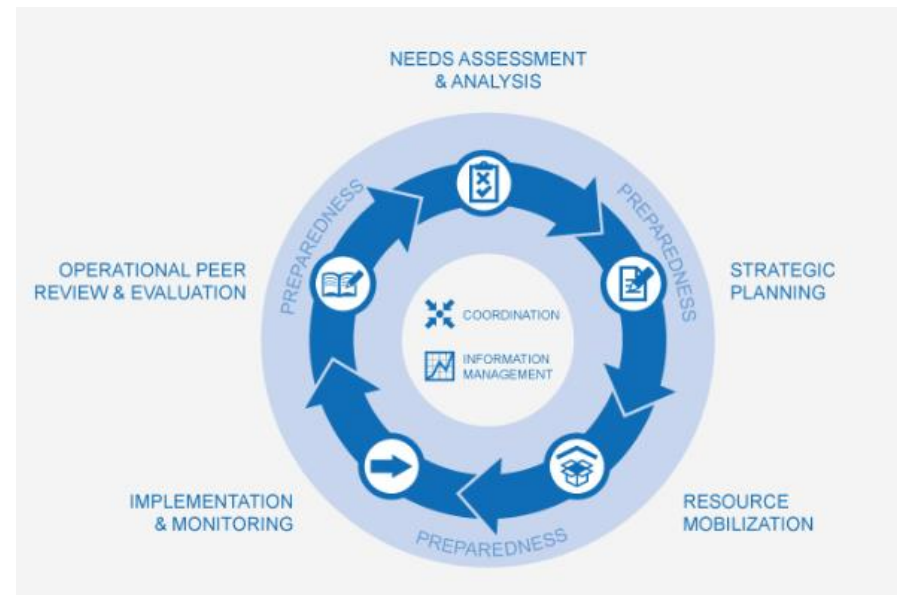 NEEDS ASSESSMENT
& ANALYSIS
PREPAREDNESS
PREPAREDNESS
OPERATIONAL PEER
REVIEW & EVALUATION
STRATEGIC
PLANNING
COORDINATION
INFORMATION
MANAGEMENT
IMPLEMENTATION
& MONITORING
RESOURCE
MOBILIZATION
PREPAREDNESS